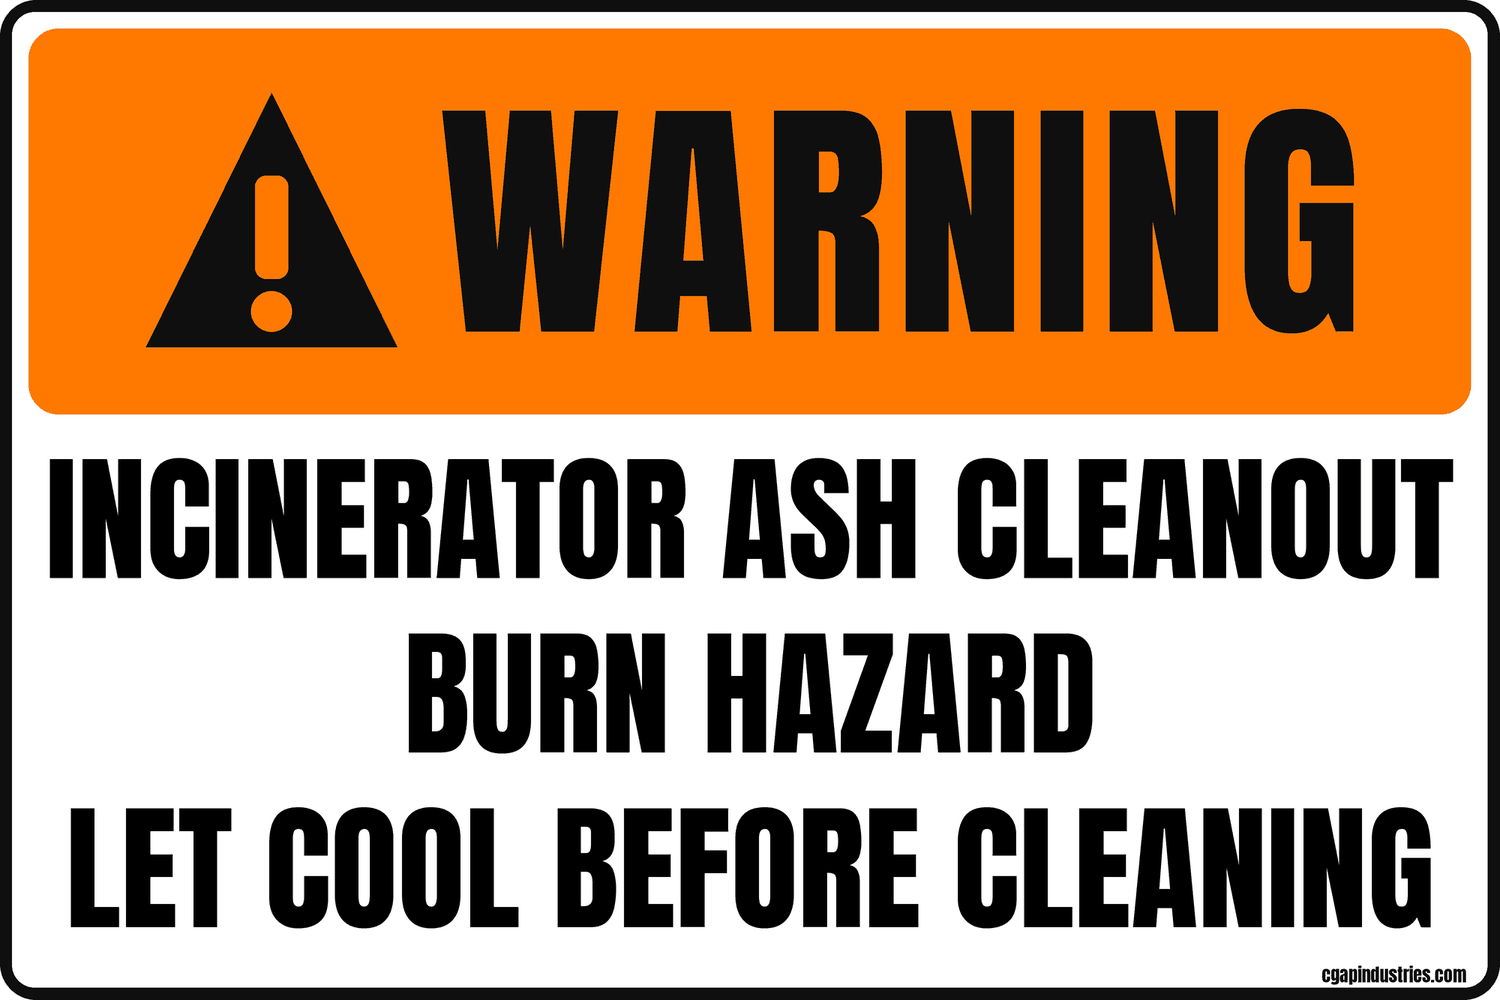 WARNING
INCINERATOR ASH CLEANOUT
BURN HAZARD
LET COOL BEFORE CLEANING
cgapindustries.com